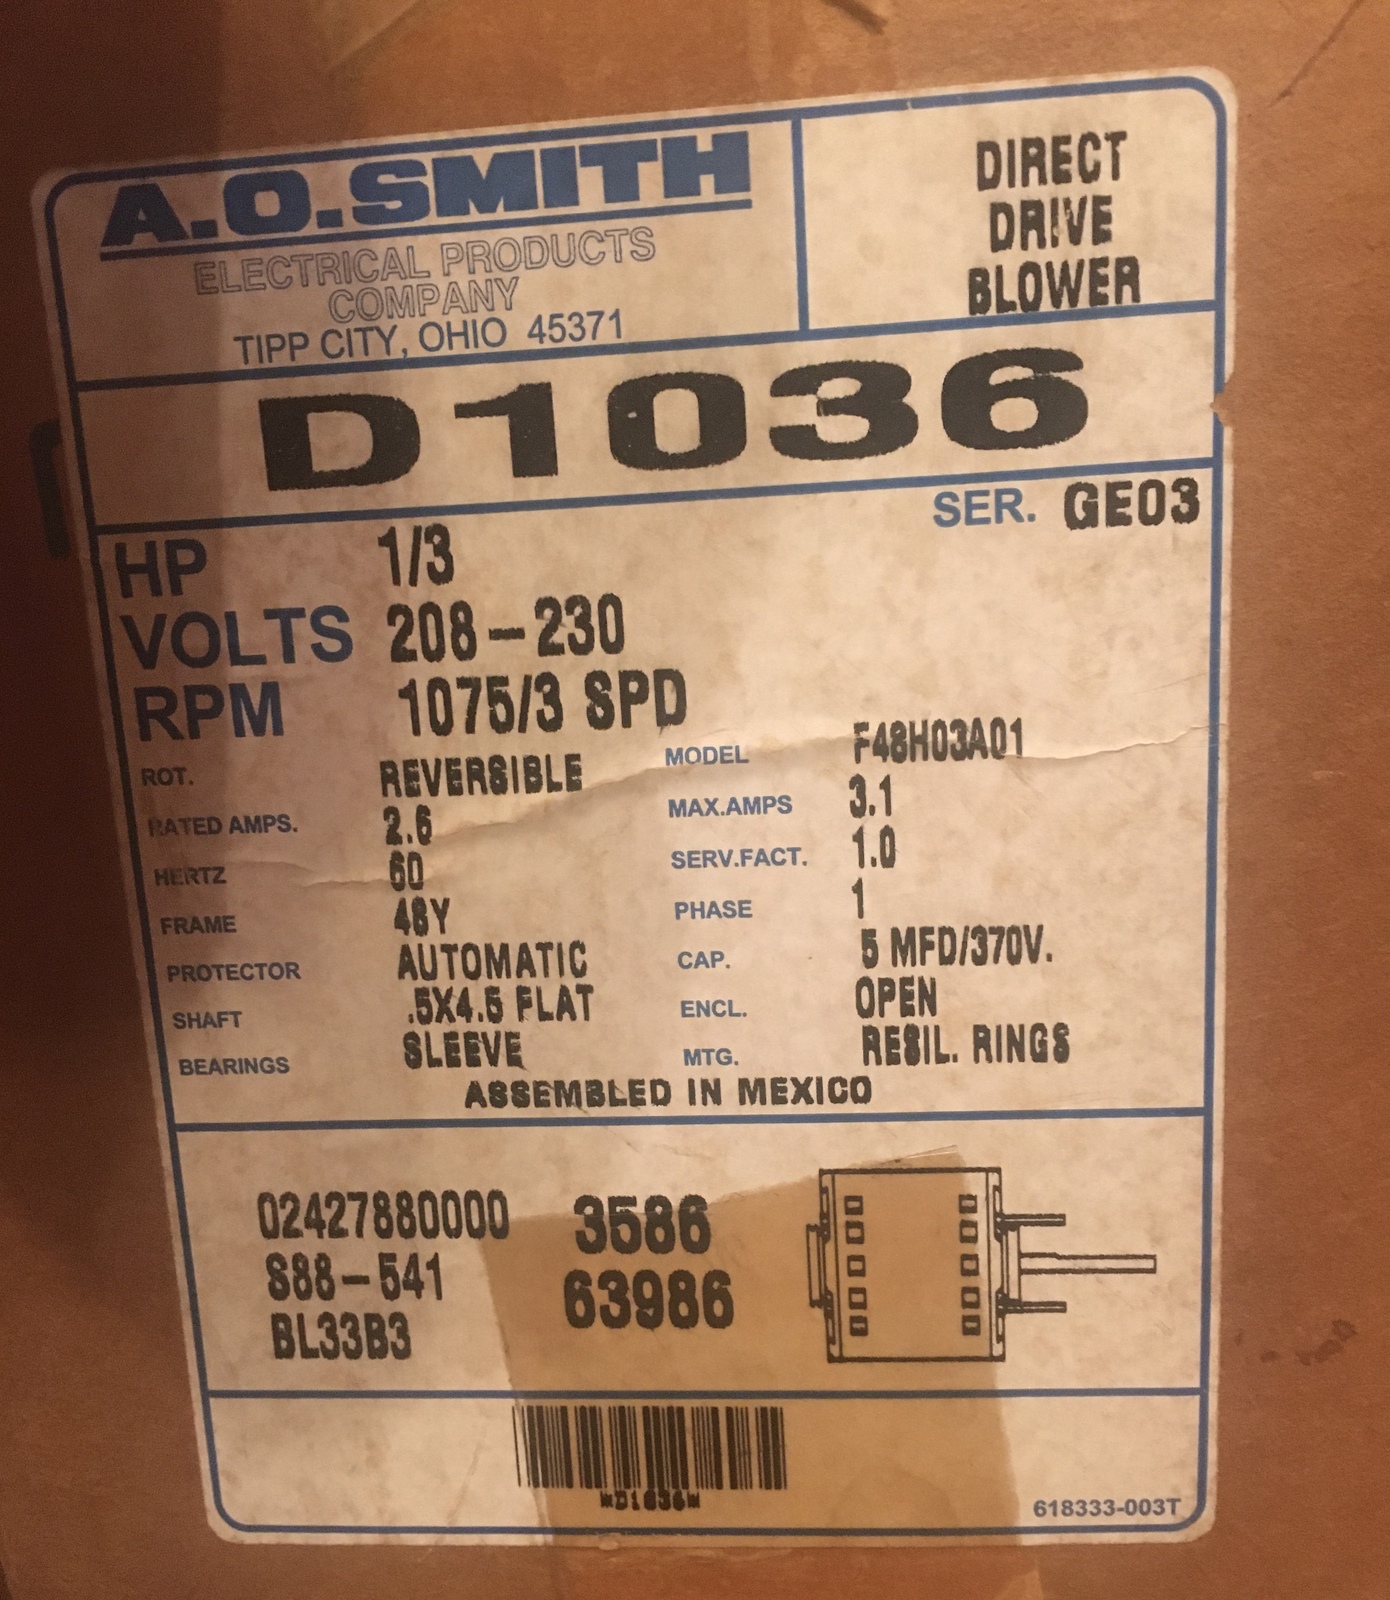 A.O.SMITH
ELECTRICAL PRODUCTS
COMPANY
TIPP CITY, OHIO 45371
DIRECT
DRIVE
BLOWER
D1036
SER. GE03
HP 1/3
VOLTS 208-230
RPM 1075/3 SPD
ROT. REVERSIBLE
RATED AMPS. 2.6
HERTZ 60
FRAME 48Y
PROTECTOR AUTOMATIC
SHAFT .5X4.5 FLAT
BEARINGS SLEEVE
MODEL F48H03A01
MAX.AMPS 3.1
SERV.FACT. 1.0
PHASE 1
CAP. 5 MFD/370V.
ENCL. OPEN
MTG. RESIL. RINGS
ASSEMBLED IN MEXICO
02427880000
S88-541
BL33B3
3586
63986
*D1036*
618333-003T